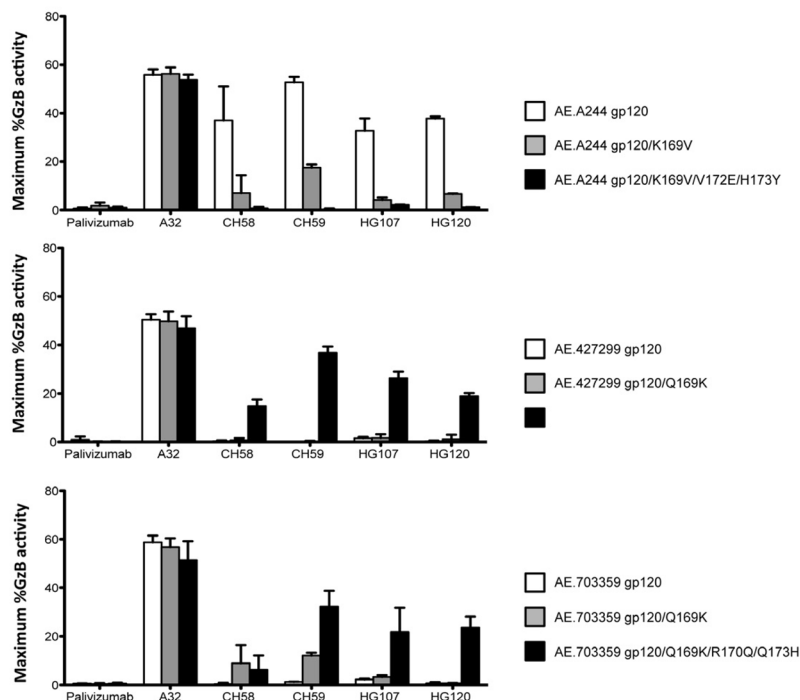 Maximum %GzB activity
80
60
40
20
0
Palivizumab A32 CH58 CH59 HG107 HG120
AE.A244 gp120
AE.A244 gp120/K169V
AE.A244 gp120/K169V/V172E/H173Y
Maximum %GzB activity
80
60
40
20
0
Palivizumab A32 CH58 CH59 HG107 HG120
AE.427299 gp120
AE.427299 gp120/Q169K
Maximum %GzB activity
80
60
40
20
0
Palivizumab A32 CH58 CH59 HG107 HG120
AE.703359 gp120
AE.703359 gp120/Q169K
AE.703359 gp120/Q169K/R170Q/Q173H